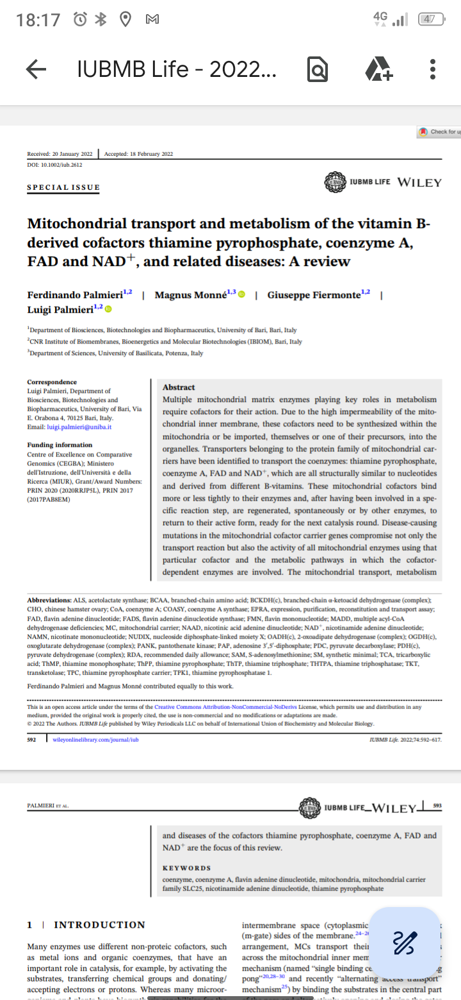 18:17
4G
47
IUBMB Life - 2022...
Check for u
Received: 20 January 2022 | Accepted: 18 February 2022
DOI: 10.1002/iub.2612
SPECIAL ISSUE
IUBMB LIFE WILEY
Mitochondrial transport and metabolism of the vitamin B-
derived cofactors thiamine pyrophosphate, coenzyme A,
FAD and NAD+, and related diseases: A review
Ferdinando Palmieri1,2 | Magnus Monné1,3 | Giuseppe Fiermonte1,2 |
Luigi Palmieri1,2
1Department of Biosciences, Biotechnologies and Biopharmaceutics, University of Bari, Bari, Italy
2CNR Institute of Biomembranes, Bioenergetics and Molecular Biotechnologies (IBIOM), Bari, Italy
3Department of Sciences, University of Basilicata, Potenza, Italy
Correspondence
Luigi Palmieri, Department of
Biosciences, Biotechnologies and
Biopharmaceutics, University of Bari, Via
E. Orabona 4, 70125 Bari, Italy.
Email: luigi.palmieri@uniba.it
Funding information
Centre of Excellence on Comparative
Genomics (CEGBA); Ministero
dell'Istruzione, dell'Università e della
Ricerca (MIUR), Grant/Award Numbers:
PRIN 2020 (2020RRJP5L), PRIN 2017
(2017PAB8EM)
Abstract
Multiple mitochondrial matrix enzymes playing key roles in metabolism
require cofactors for their action. Due to the high impermeability of the mito-
chondrial inner membrane, these cofactors need to be synthesized within the
mitochondria or be imported, themselves or one of their precursors, into the
organelles. Transporters belonging to the protein family of mitochondrial car-
riers have been identified to transport the coenzymes: thiamine pyrophosphate,
coenzyme A, FAD and NAD+, which are all structurally similar to nucleotides
and derived from different B-vitamins. These mitochondrial cofactors bind
more or less tightly to their enzymes and, after having been involved in a spe-
cific reaction step, are regenerated, spontaneously or by other enzymes, to
return to their active form, ready for the next catalysis round. Disease-causing
mutations in the mitochondrial cofactor carrier genes compromise not only the
transport reaction but also the activity of all mitochondrial enzymes using that
particular cofactor and the metabolic pathways in which the cofactor-
dependent enzymes are involved. The mitochondrial transport, metabolism
Abbreviations: ALS, acetolactate synthase; BCAA, branched-chain amino acid; BCKDH(c), branched-chain α-ketoacid dehydrogenase (complex);
CHO, chinese hamster ovary; CoA, coenzyme A; COASY, coenzyme A synthase; EPRA, expression, purification, reconstitution and transport assay;
FAD, flavin adenine dinucleotide; FADS, flavin adenine dinucleotide synthase; FMN, flavin mononucleotide; MADD, multiple acyl-CoA
dehydrogenase deficiencies; MC, mitochondrial carrier; NAAD, nicotinic acid adenine dinucleotide; NAD+, nicotinamide adenine dinucleotide;
NAMN, nicotinate mononucleotide; NUDIX, nucleoside diphosphate-linked moiety X; OADH(c), 2-oxoadipate dehydrogenase (complex); OGDH(c),
oxoglutarate dehydrogenase (complex); PANK, pantothenate kinase; PAP, adenosine 3′,5′-diphosphate; PDC, pyruvate decarboxylase; PDH(c),
pyruvate dehydrogenase (complex); RDA, recommended daily allowance; SAM, S-adenosylmethionine; SM, synthetic minimal; TCA, tricarboxylic
acid; ThMP, thiamine monophosphate; ThPP, thiamine pyrophosphate; ThTP, thiamine triphosphate; THTPA, thiamine triphosphatase; TKT,
transketolase; TPC, thiamine pyrophosphate carrier; TPK1, thiamine pyrophosphatase 1.
Ferdinando Palmieri and Magnus Monné contributed equally to this work.
This is an open access article under the terms of the Creative Commons Attribution-NonCommercial-NoDerivs License, which permits use and distribution in any
medium, provided the original work is properly cited, the use is non-commercial and no modifications or adaptations are made.
© 2022 The Authors. IUBMB Life published by Wiley Periodicals LLC on behalf of International Union of Biochemistry and Molecular Biology.
592 | wileyonlinelibrary.com/journal/iub
IUBMB Life. 2022;74:592–617.
PALMIERI ET AL.
IUBMB LIFE WILEY 593
and diseases of the cofactors thiamine pyrophosphate, coenzyme A, FAD and
NAD+ are the focus of this review.
KEYWORDS
coenzyme, coenzyme A, flavin adenine dinucleotide, mitochondria, mitochondrial carrier
family SLC25, nicotinamide adenine dinucleotide, thiamine pyrophosphate
1 | INTRODUCTION
Many enzymes use different non-proteic cofactors, such
as metal ions and organic coenzymes, that have an
important role in catalysis, for example, by activating the
substrates, transferring chemical groups and donating/
accepting electrons or protons. Whereas many microor-
intermembrane space (cytoplasmic
(m-gate) sides of the membrane.
arrangement, MCs transport their
across the mitochondrial inner mem
mechanism (named "single binding ce
pong"20,28–30 and recently "alternating access transport"
mechanism25) by binding the substrates in the central part